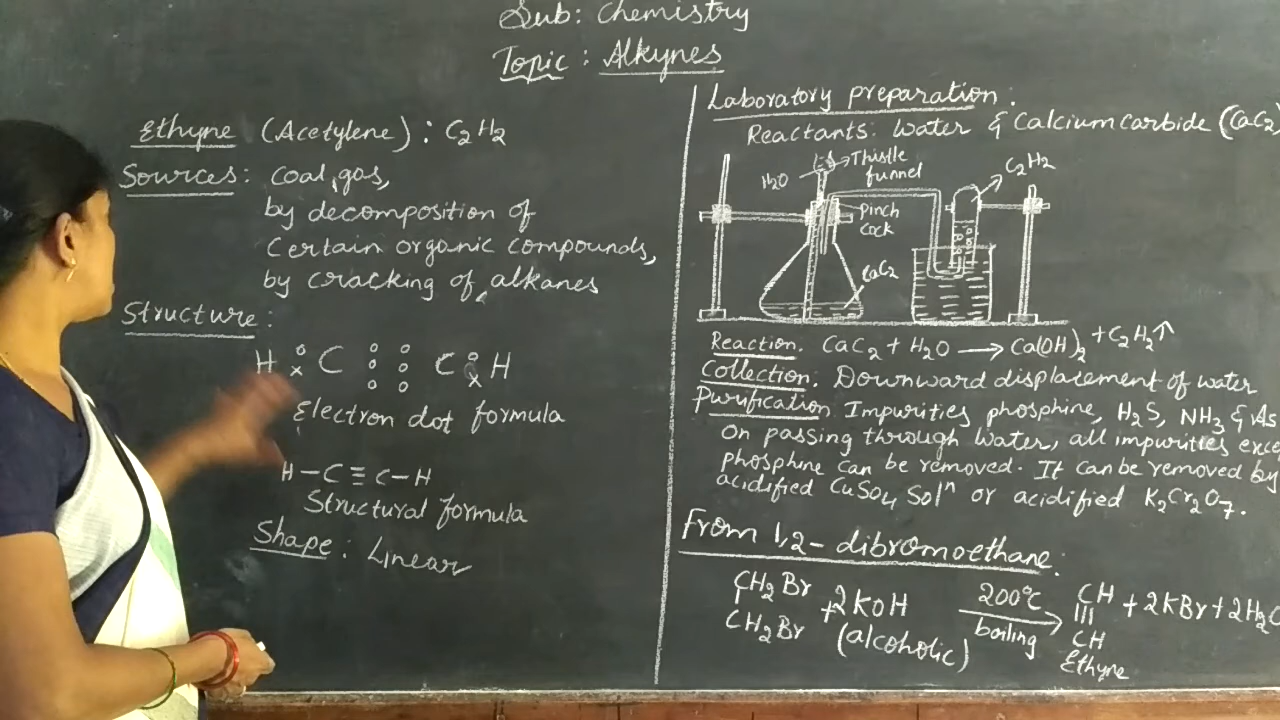 Sub: Chemistry
Topic: Alkynes
Ethyne (Acetylene): C2H2
Sources: coal, gas,
by decomposition of
Certain organic compounds,
by cracking of alkanes
Structure:
H o x C o o o o o o C o o x H
Electron dot formula
H – C ≡ C – H
Structural formula
Shape: Linear
Laboratory preparation:
Reactants: Water & Calcium carbide (CaC2)
H2O
Thistle
funnel
Pinch
Cock
CaC2
C2H2
Reaction. CaC2 + H2O → Ca(OH)2 + C2H2↑
Collection. Downward displacement of water
Purification Impurities phosphine, H2S, NH3 & As
On passing through water, all impurities exce
phosphine can be removed. It can be removed by
acidified CuSO4 Solⁿ or acidified K2Cr2O7.
From 1,2-dibromoethane:
CH2Br
CH2Br
+ 2KOH
(alcoholic)
200°C
boiling
→
CH
|||
CH
+ 2KBr + 2H2O
Ethyne